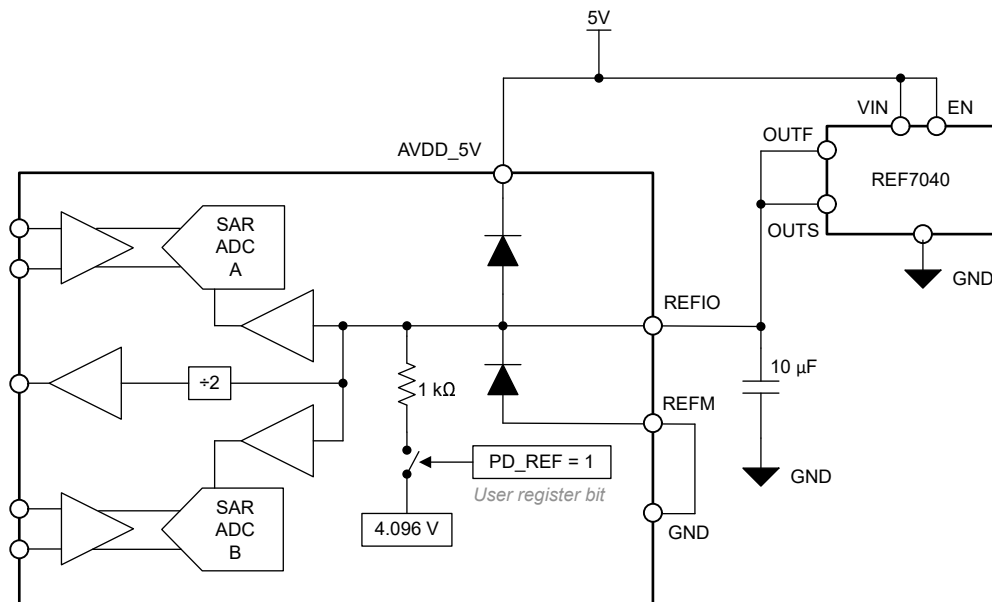 5V
VIN
EN
OUTF
AVDD_5V
REF7040
SAR
ADC
A
OUTS
GND
REFIO
÷2
1 kΩ
10 µF
REFM
PD_REF = 1
User register bit
GND
SAR
ADC
B
4.096 V
GND